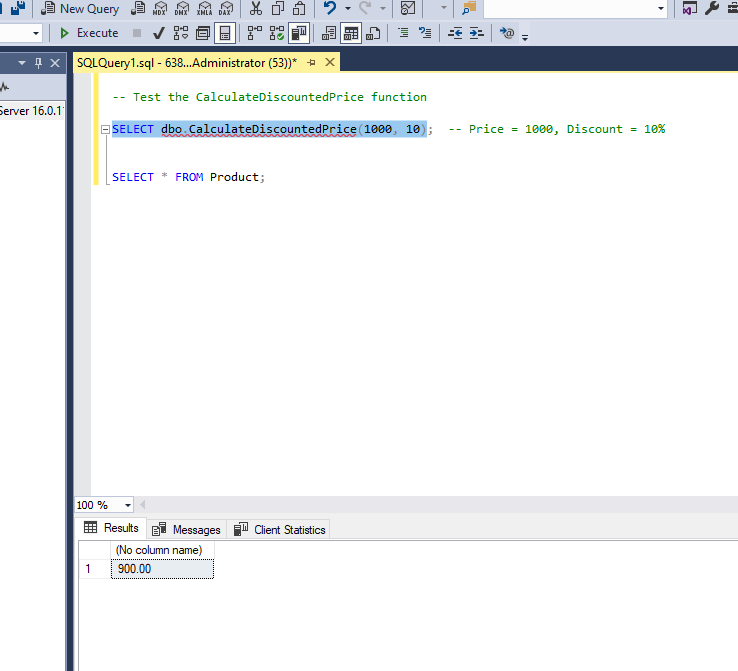 New Query
MDX DMX XMLA DAX
Execute
SQLQuery1.sql - 638...Administrator (53))*
Server 16.0.1
-- Test the CalculateDiscountedPrice function
SELECT dbo.CalculateDiscountedPrice(1000, 10); -- Price = 1000, Discount = 10%
SELECT * FROM Product;
100 %
Results Messages Client Statistics
(No column name)
1 900.00